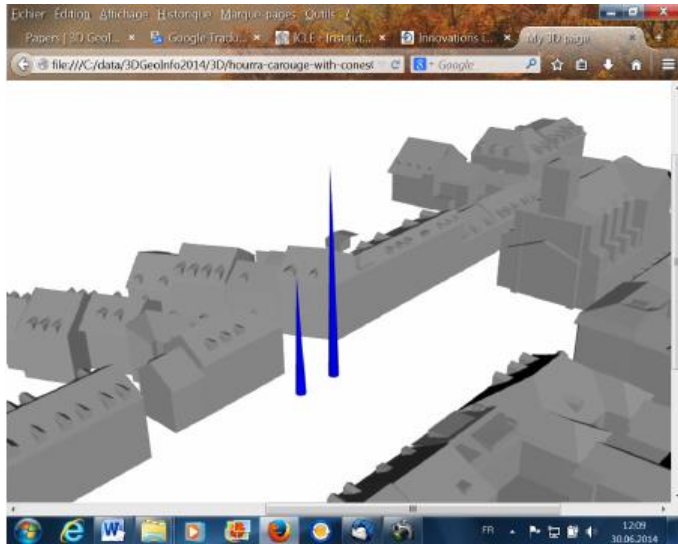 Fichier Édition Affichage Historique Marque-pages Outils ?
Papers | 3D Geol... × Google Tradu... × ICLE - Institut... × Innovations i... × My 3D page ×
file:///C:/data/3DGeoInfo2014/3D/hourra-carouge-with-cones Google
FR 12:09
30.06.2014